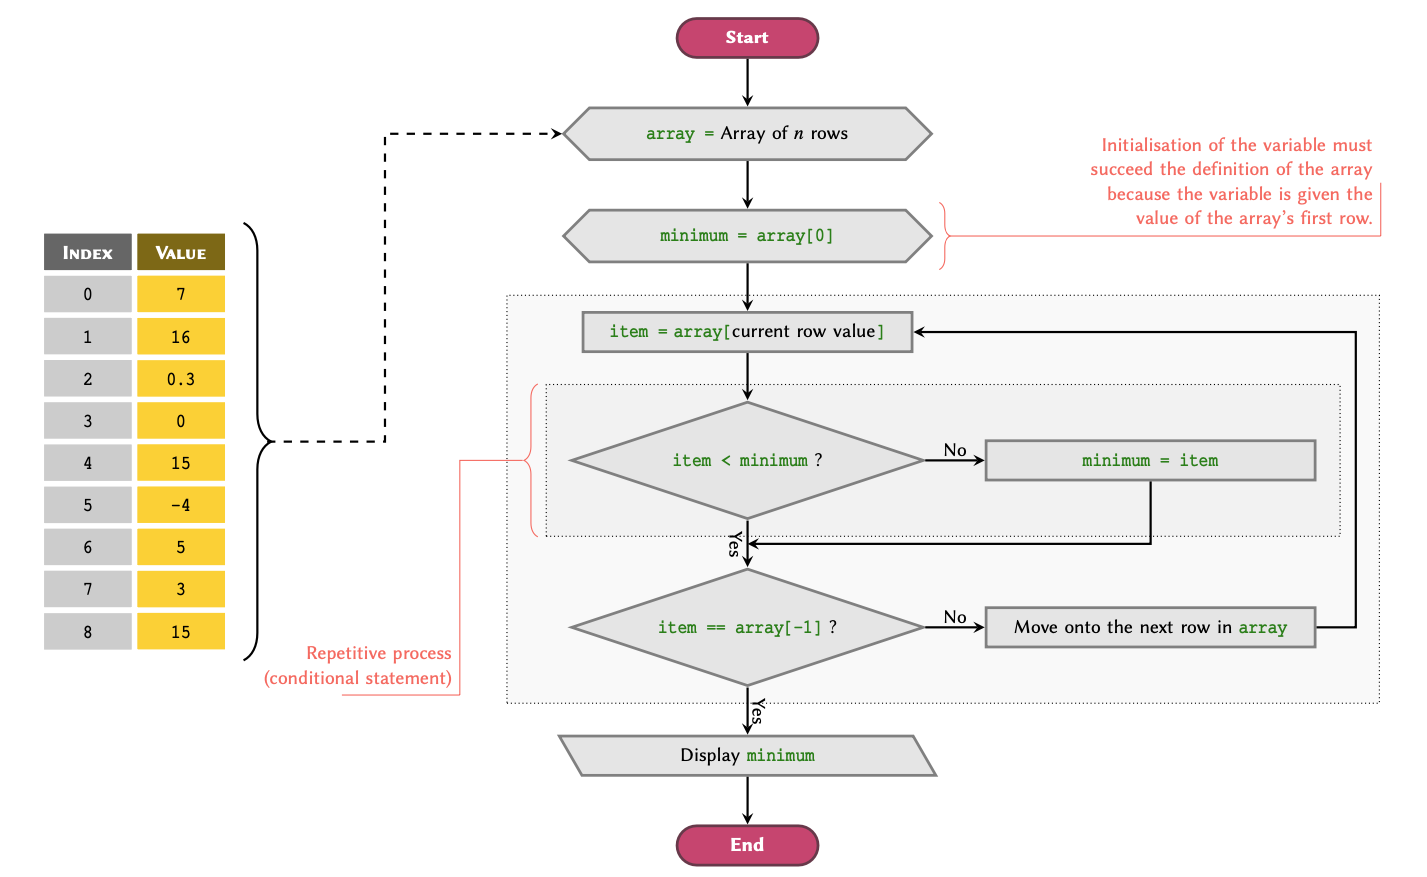 Start
array = Array of n rows
Initialisation of the variable must
succeed the definition of the array
because the variable is given the
value of the array's first row.
minimum = array[0]
INDEX VALUE
0 7
1 16
2 0.3
3 0
4 15
5 -4
6 5
7 3
8 15
item = array[current row value]
item < minimum ?
No
minimum = item
Yes
item == array[-1] ?
No
Move onto the next row in array
Repetitive process
(conditional statement)
Yes
Display minimum
End